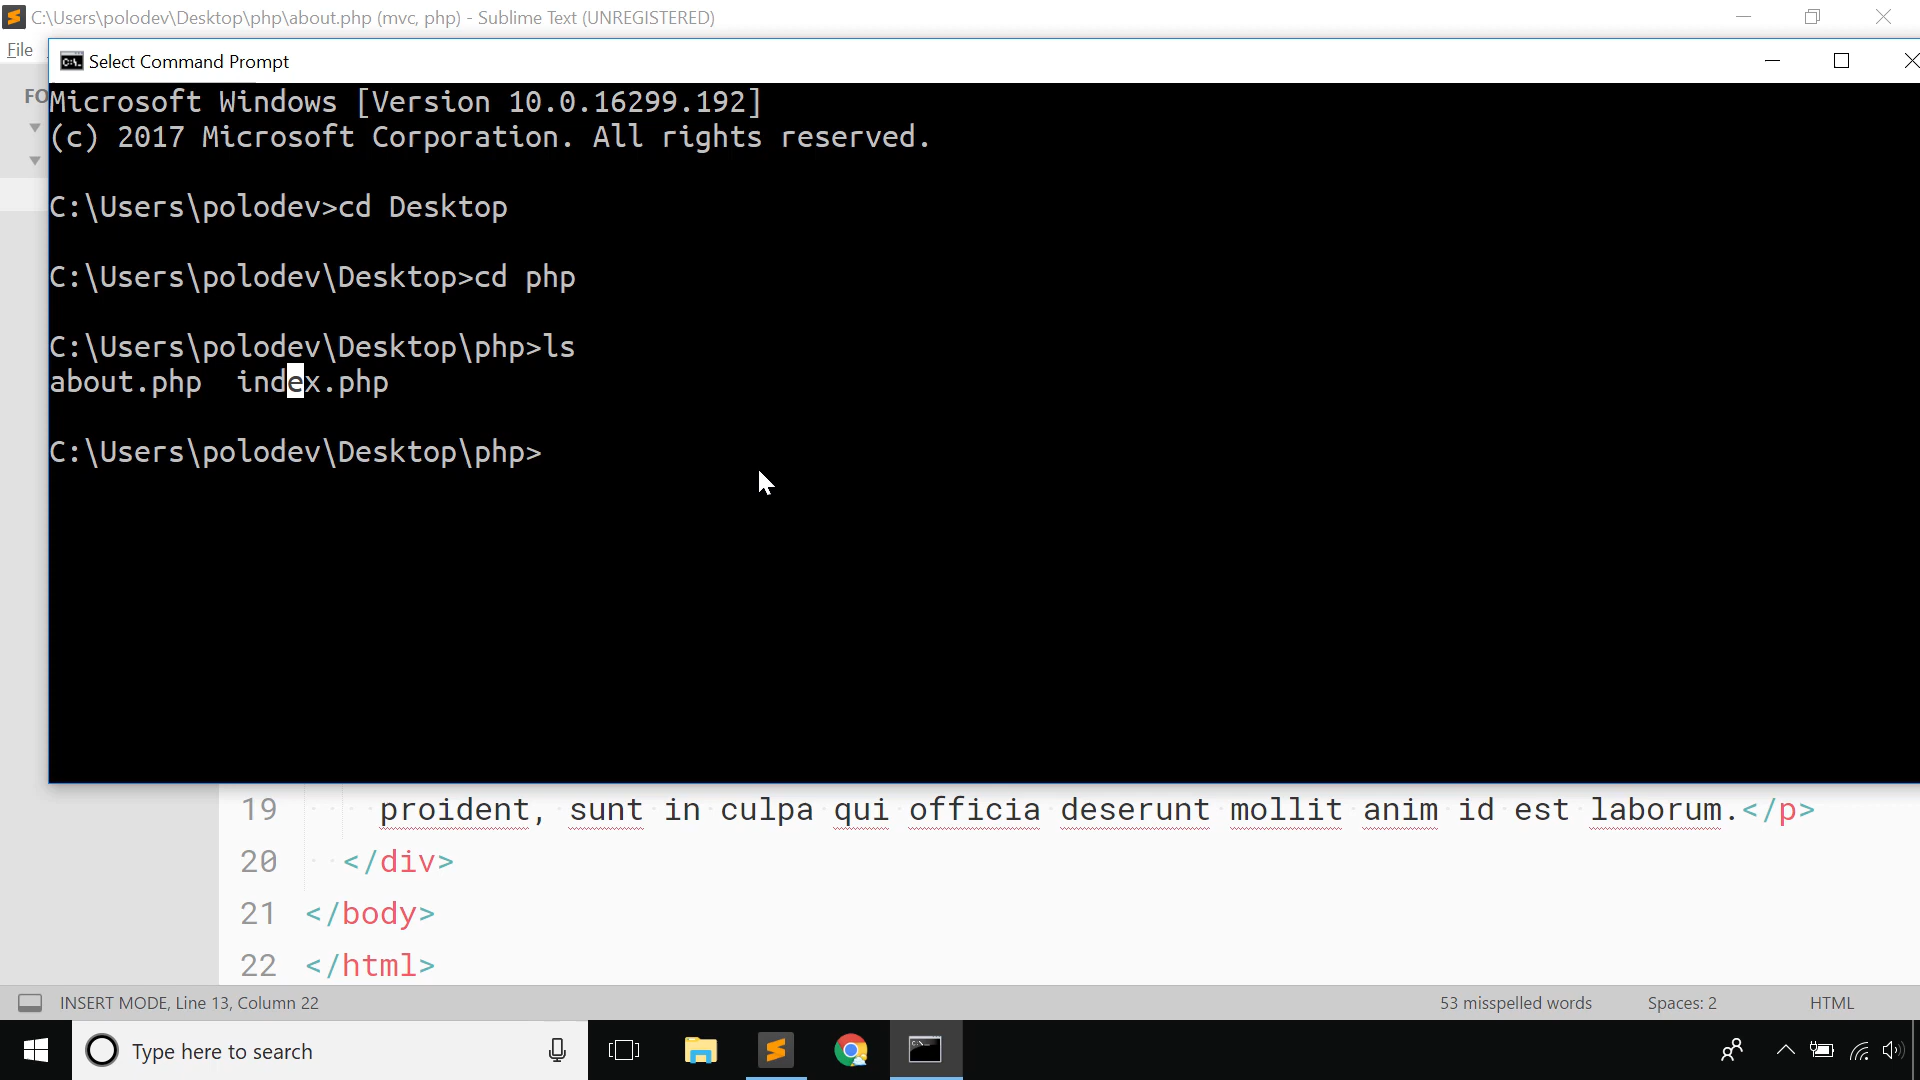 C:\Users\polodev\Desktop\php\about.php (mvc, php) - Sublime Text (UNREGISTERED)
File
Select Command Prompt
FO
Microsoft Windows [Version 10.0.16299.192]
(c) 2017 Microsoft Corporation. All rights reserved.
C:\Users\polodev>cd Desktop
C:\Users\polodev\Desktop>cd php
C:\Users\polodev\Desktop\php>ls
about.php  index.php
C:\Users\polodev\Desktop\php>
19 proident, sunt in culpa qui officia deserunt mollit anim id est laborum.</p>
20 </div>
21 </body>
22 </html>
INSERT MODE, Line 13, Column 22 53 misspelled words Spaces: 2 HTML
Type here to search